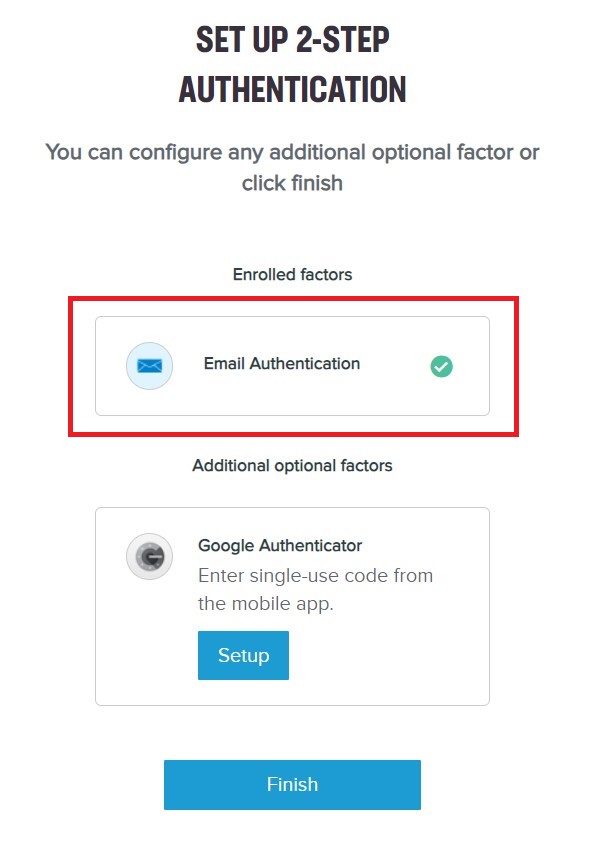 SET UP 2-STEP
AUTHENTICATION
You can configure any additional optional factor or
click finish
Enrolled factors
Email Authentication
Additional optional factors
Google Authenticator
Enter single-use code from
the mobile app.
Setup
Finish